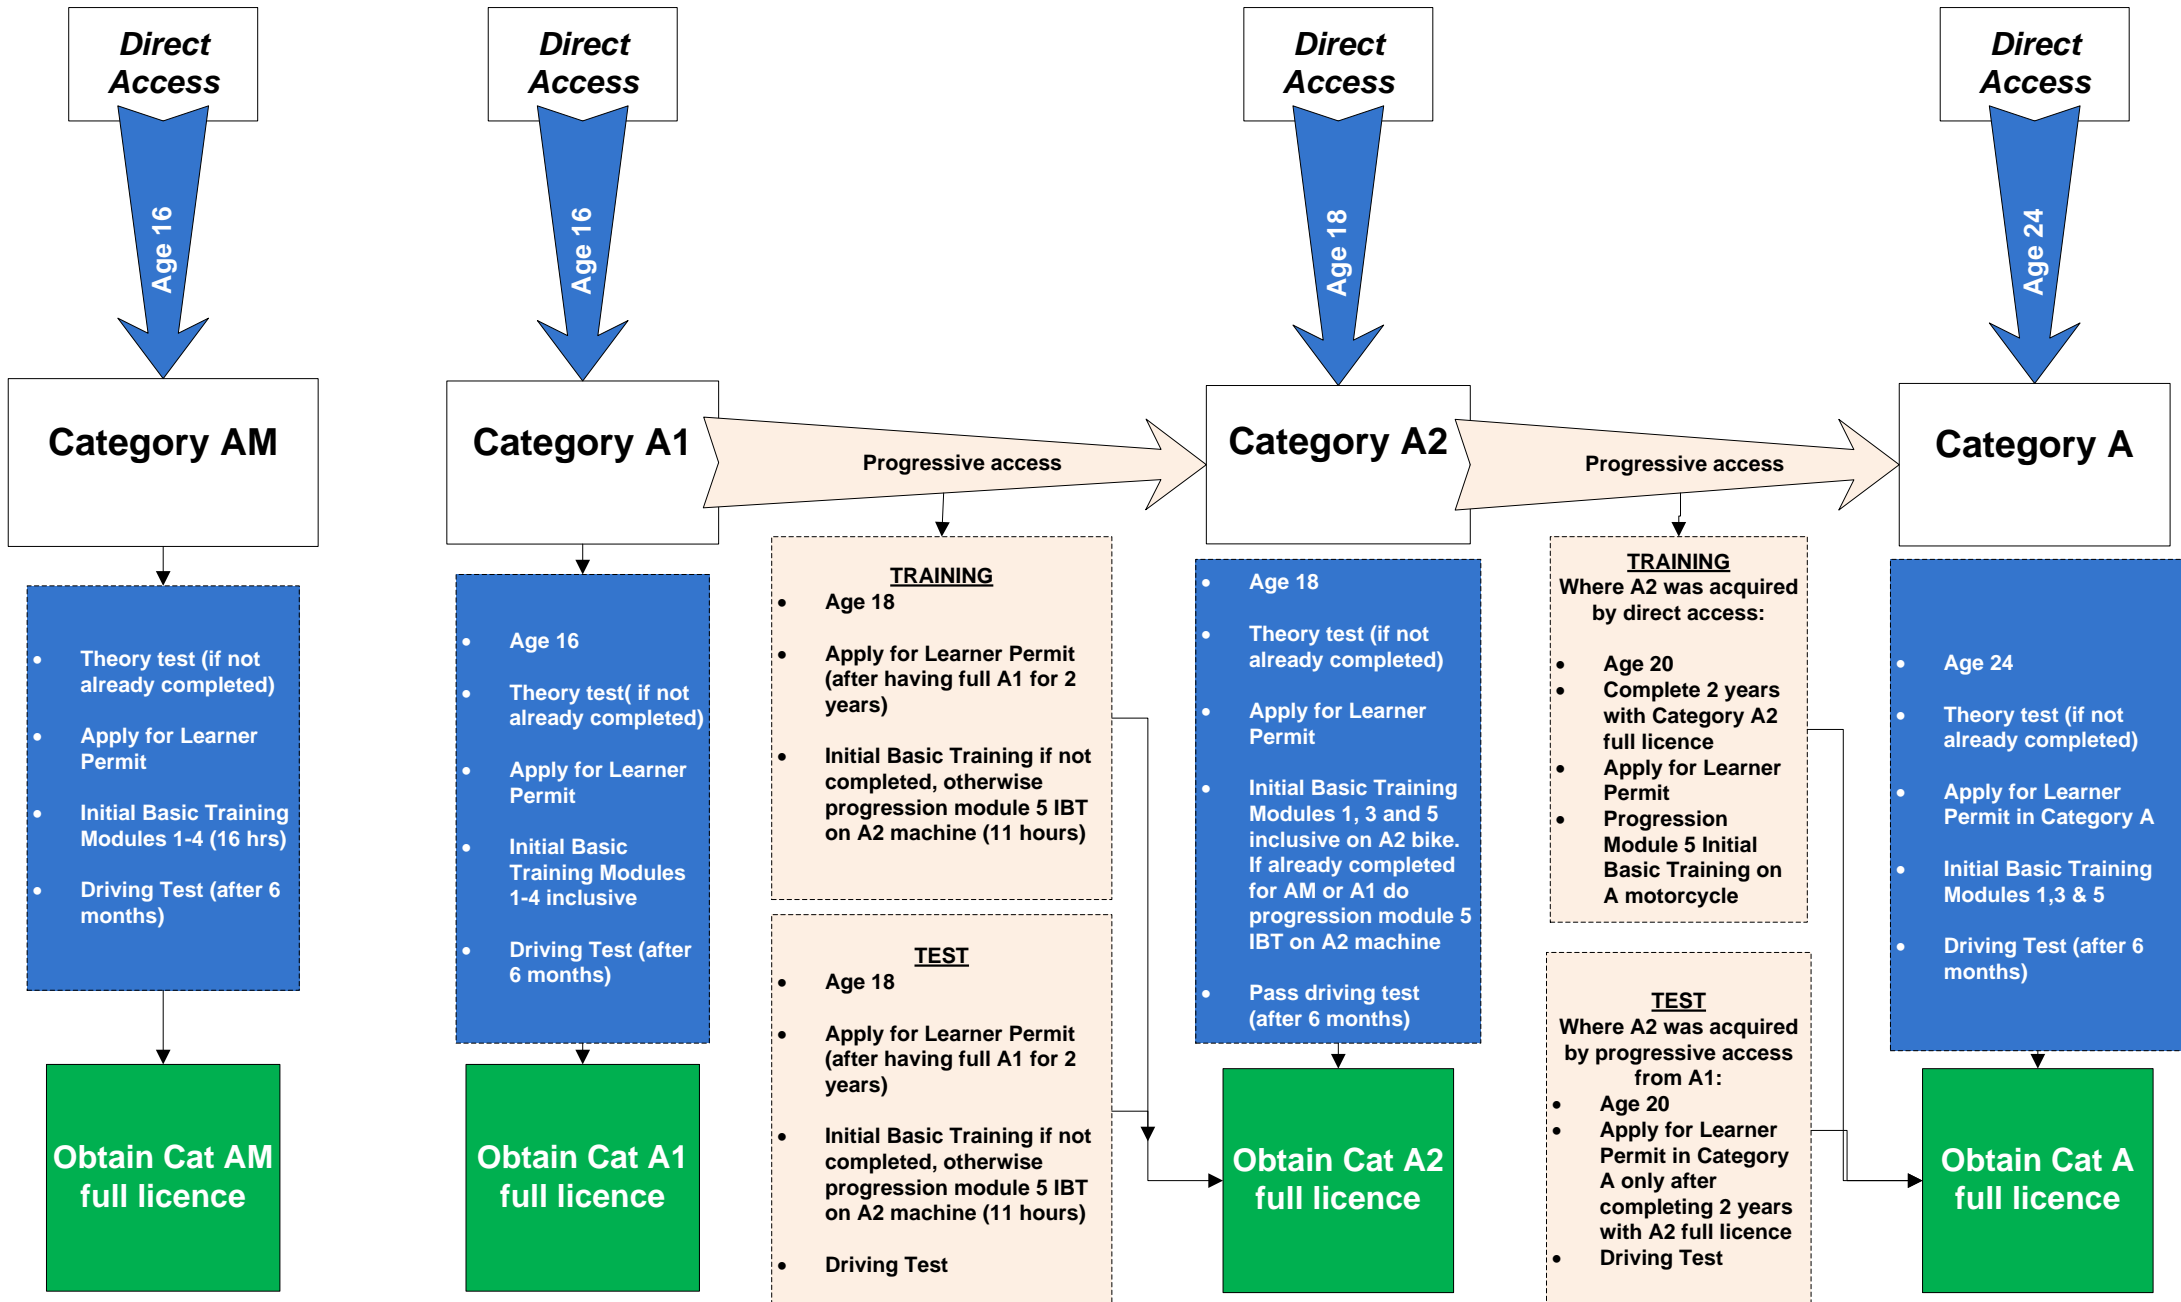 Direct
Access
Direct
Access
Direct
Access
Direct
Access
Age 16
Age 16
Age 18
Age 24
Category AM
Category A1
Progressive access
Category A2
Progressive access
Category A
• Theory test (if not
already completed)
• Apply for Learner
Permit
• Initial Basic Training
Modules 1-4 (16 hrs)
• Driving Test (after 6
months)
Obtain Cat AM
full licence
• Age 16
• Theory test( if not
already completed)
• Apply for Learner
Permit
• Initial Basic
Training Modules
1-4 inclusive
• Driving Test (after
6 months)
Obtain Cat A1
full licence
TRAINING
• Age 18
• Apply for Learner Permit
(after having full A1 for 2
years)
• Initial Basic Training if not
completed, otherwise
progression module 5 IBT
on A2 machine (11 hours)
TEST
• Age 18
• Apply for Learner Permit
(after having full A1 for 2
years)
• Initial Basic Training if not
completed, otherwise
progression module 5 IBT
on A2 machine (11 hours)
• Driving Test
• Age 18
• Theory test (if not
already completed)
• Apply for Learner
Permit
• Initial Basic Training
Modules 1, 3 and 5
inclusive on A2 bike.
If already completed
for AM or A1 do
progression module 5
IBT on A2 machine
• Pass driving test
(after 6 months)
Obtain Cat A2
full licence
TRAINING
Where A2 was acquired
by direct access:
• Age 20
• Complete 2 years
with Category A2
full licence
• Apply for Learner
Permit
• Progression
Module 5 Initial
Basic Training on
A motorcycle
TEST
Where A2 was acquired
by progressive access
from A1:
• Age 20
• Apply for Learner
Permit in Category
A only after
completing 2 years
with A2 full licence
• Driving Test
• Age 24
• Theory test (if not
already completed)
• Apply for Learner
Permit in Category A
• Initial Basic Training
Modules 1,3 & 5
• Driving Test (after 6
months)
Obtain Cat A
full licence